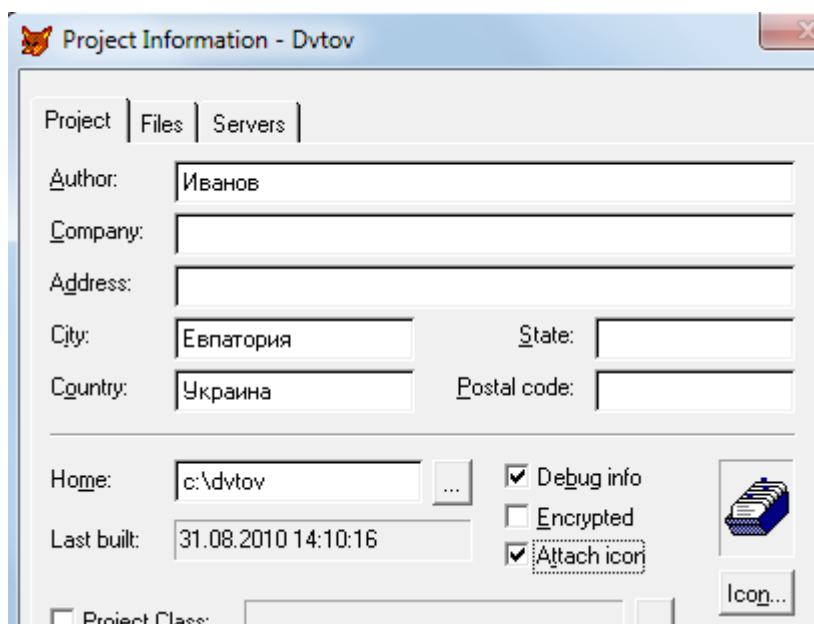 Project Information - Dvtov
Project Files Servers
Author: Иванов
Company:
Address:
City: Евпатория State:
Country: Украина Postal code:
Home: c:\dvtov ... Debug info
Encrypted
Last built: 31.08.2010 14:10:16
Attach icon
Icon...
Project Class: